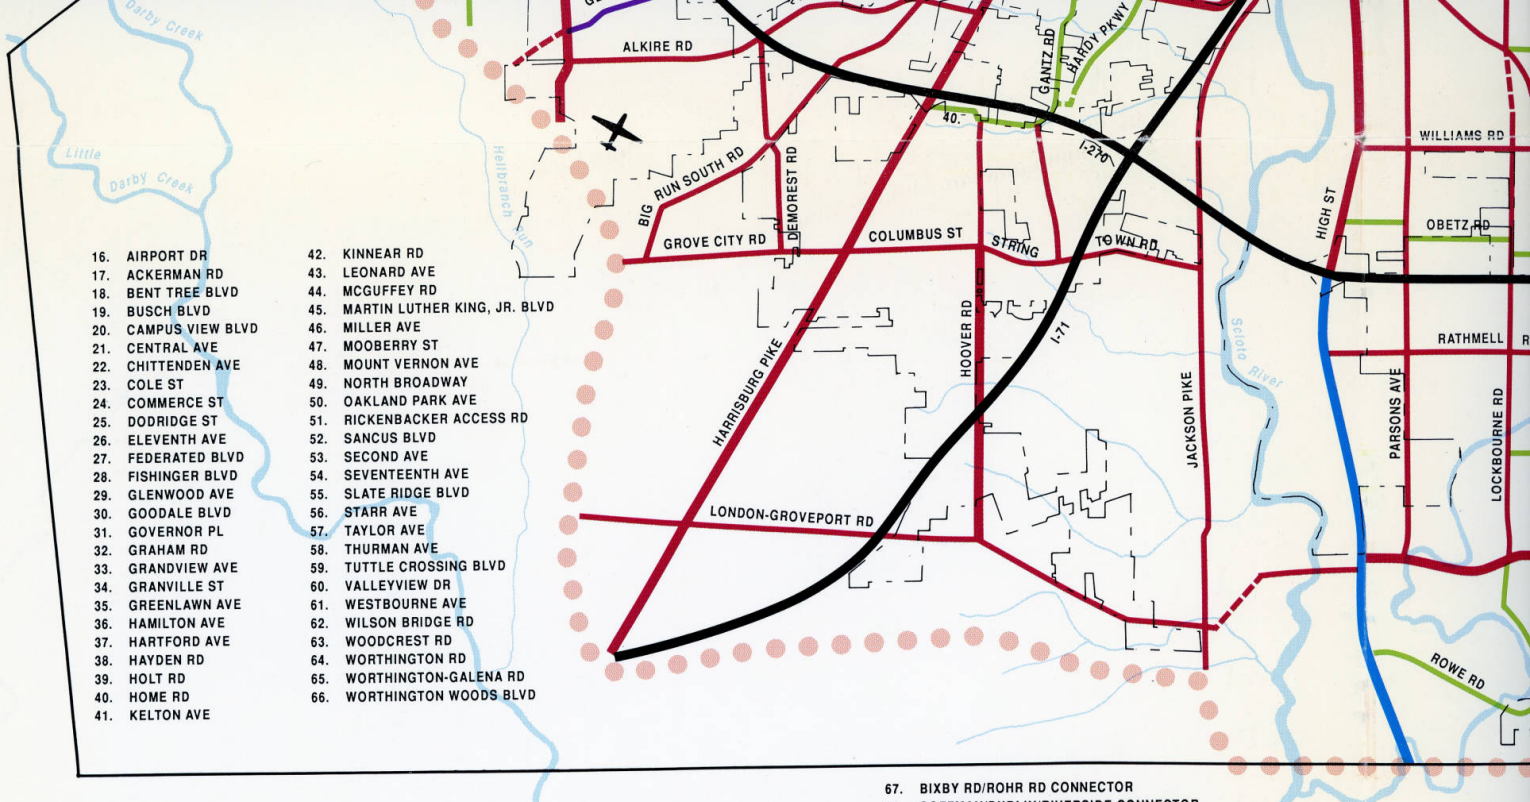 Darby Creek
ALKIRE RD
GANTZ RD
HARDY PKWY
40.
Little
Darby Creek
Hellbranch Run
BIG RUN SOUTH RD
DEMOREST RD
I-270
WILLIAMS RD
HIGH ST
OBETZ RD
GROVE CITY RD
COLUMBUS ST
STRING TOWN RD
HOOVER RD
I-71
HARRISBURG PIKE
Scioto River
RATHMELL R
JACKSON PIKE
PARSONS AVE
LOCKBOURNE RD
LONDON-GROVEPORT RD
ROWE RD
16. AIRPORT DR
17. ACKERMAN RD
18. BENT TREE BLVD
19. BUSCH BLVD
20. CAMPUS VIEW BLVD
21. CENTRAL AVE
22. CHITTENDEN AVE
23. COLE ST
24. COMMERCE ST
25. DODRIDGE ST
26. ELEVENTH AVE
27. FEDERATED BLVD
28. FISHINGER BLVD
29. GLENWOOD AVE
30. GOODALE BLVD
31. GOVERNOR PL
32. GRAHAM RD
33. GRANDVIEW AVE
34. GRANVILLE ST
35. GREENLAWN AVE
36. HAMILTON AVE
37. HARTFORD AVE
38. HAYDEN RD
39. HOLT RD
40. HOME RD
41. KELTON AVE
42. KINNEAR RD
43. LEONARD AVE
44. MCGUFFEY RD
45. MARTIN LUTHER KING, JR. BLVD
46. MILLER AVE
47. MOOBERRY ST
48. MOUNT VERNON AVE
49. NORTH BROADWAY
50. OAKLAND PARK AVE
51. RICKENBACKER ACCESS RD
52. SANCUS BLVD
53. SECOND AVE
54. SEVENTEENTH AVE
55. SLATE RIDGE BLVD
56. STARR AVE
57. TAYLOR AVE
58. THURMAN AVE
59. TUTTLE CROSSING BLVD
60. VALLEYVIEW DR
61. WESTBOURNE AVE
62. WILSON BRIDGE RD
63. WOODCREST RD
64. WORTHINGTON RD
65. WORTHINGTON-GALENA RD
66. WORTHINGTON WOODS BLVD
67. BIXBY RD/ROHR RD CONNECTOR